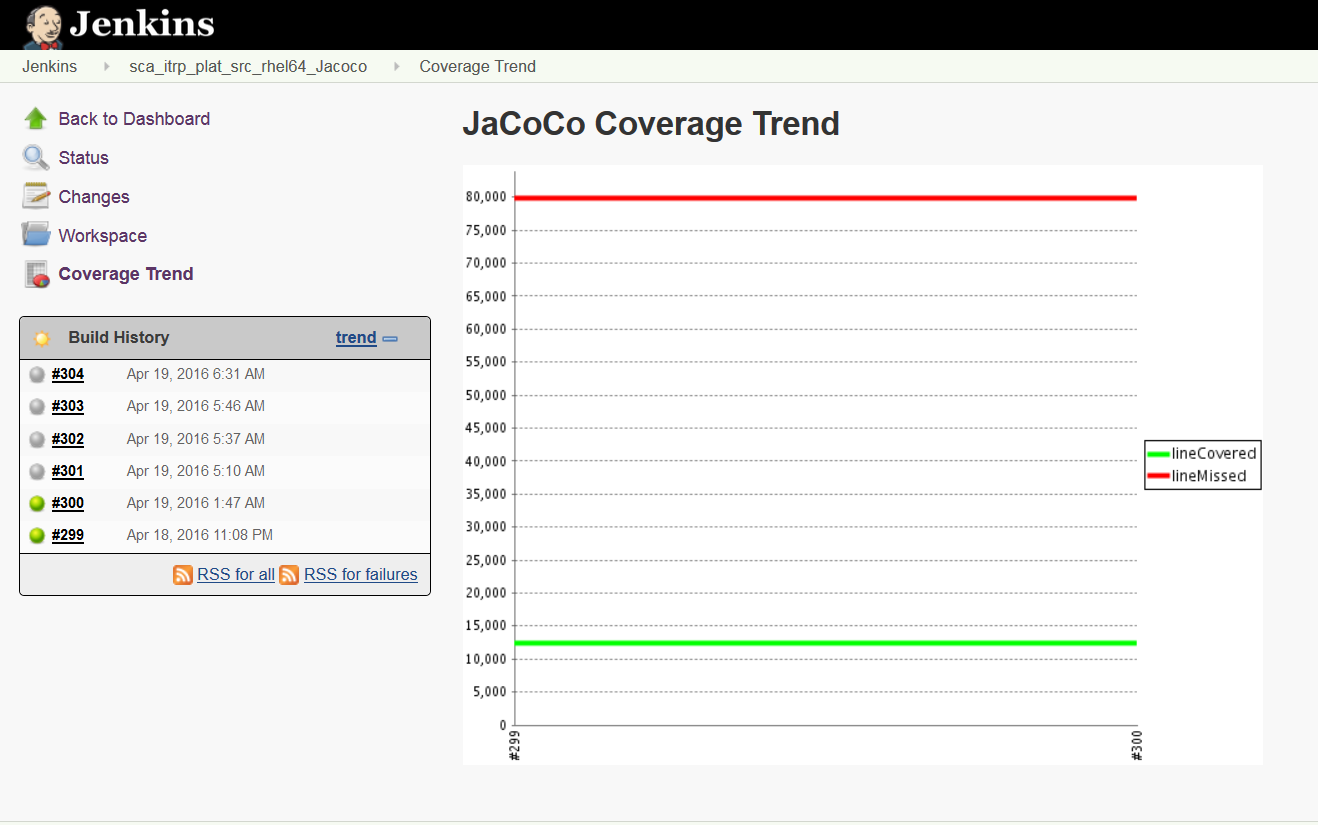 Jenkins
Jenkins sca_itrp_plat_src_rhel64_Jacoco Coverage Trend
Back to Dashboard
Status
Changes
Workspace
Coverage Trend
Build History trend
#304 Apr 19, 2016 6:31 AM
#303 Apr 19, 2016 5:46 AM
#302 Apr 19, 2016 5:37 AM
#301 Apr 19, 2016 5:10 AM
#300 Apr 19, 2016 1:47 AM
#299 Apr 18, 2016 11:08 PM
RSS for all RSS for failures
JaCoCo Coverage Trend
80,000
75,000
70,000
65,000
60,000
55,000
50,000
45,000
40,000
35,000
30,000
25,000
20,000
15,000
10,000
5,000
0
#299
#300
lineCovered
lineMissed